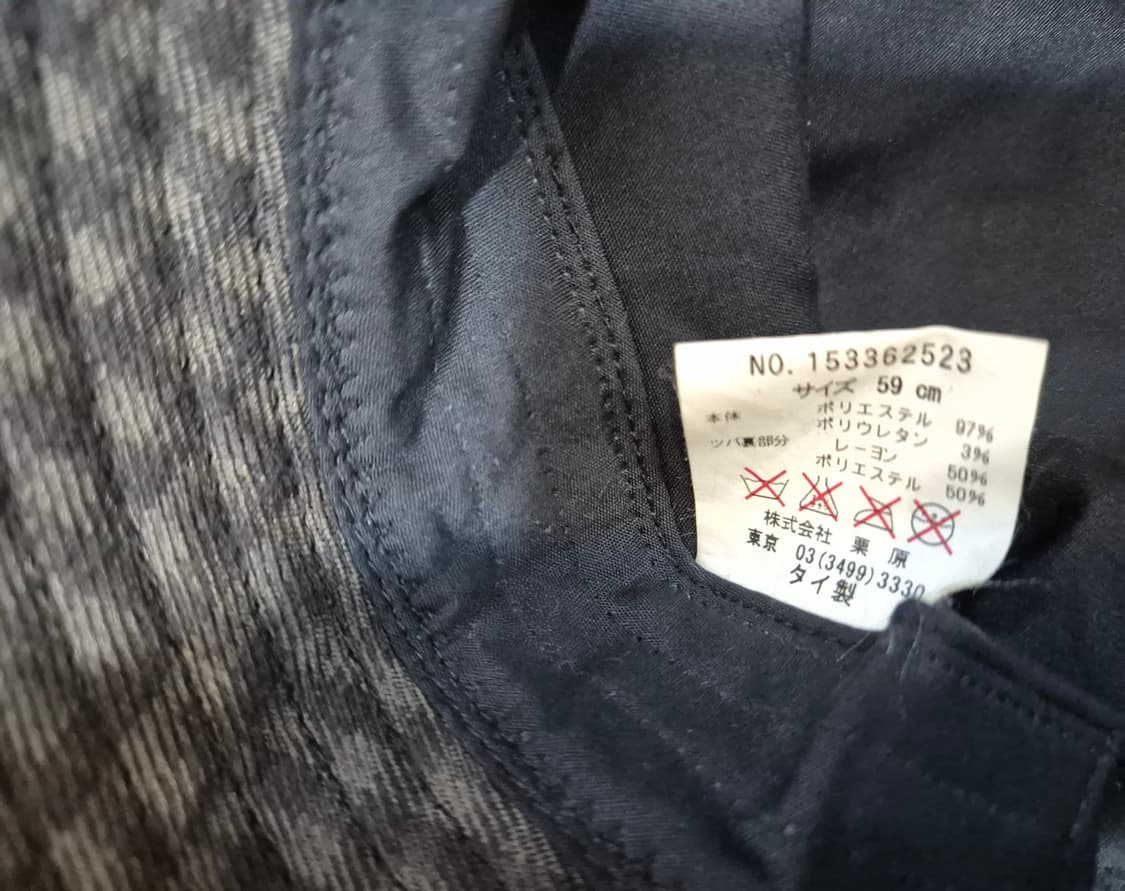 NO. 153362523
サイズ 59 cm
本体 ポリエステル 97%
ポリウレタン 3%
ツバ裏部分 レーヨン 50%
ポリエステル 50%
株式会社 栗原
東京 03(3499)3330
タイ製